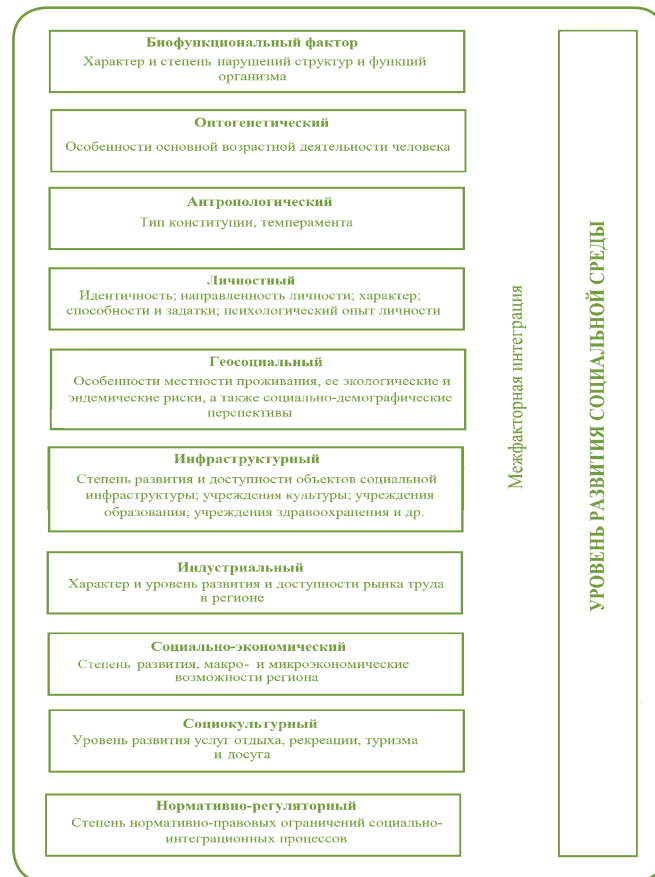 Биофункциональный фактор
Характер и степень нарушений структур и функций
организма
Онтогенетический
Особенности основной возрастной деятельности человека
Антропологический
Тип конституции, темперамента
Личностный
Идентичность; направленность личности; характер;
способности и задатки; психологический опыт личности
Геосоциальный
Особенности местности проживания, ее экологические и
эндемические риски, а также социально-демографические
перспективы
Инфраструктурный
Степень развития и доступности объектов социальной
инфраструктуры; учреждения культуры; учреждения
образования; учреждения здравоохранения и др.
Индустриальный
Характер и уровень развития и доступности рынка труда
в регионе
Социально-экономический
Степень развития, макро- и микроэкономические
возможности региона
Социокультурный
Уровень развития услуг отдыха, рекреации, туризма
и досуга
Нормативно-регуляторный
Степень нормативно-правовых ограничений социально-
интеграционных процессов
Межфакторная интеграция
УРОВЕНЬ РАЗВИТИЯ СОЦИАЛЬНОЙ СРЕДЫ